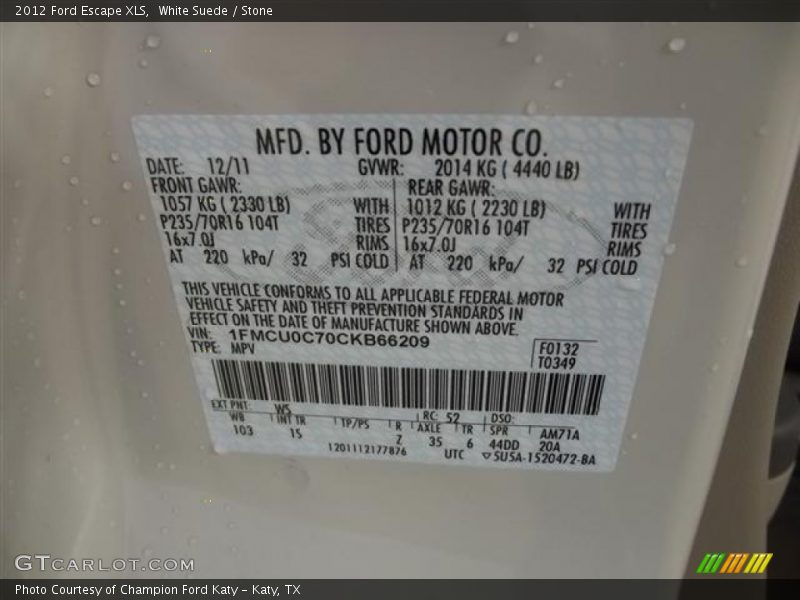 2012 Ford Escape XLS,  White Suede / Stone
MFD. BY FORD MOTOR CO.
DATE: 12/11 GVWR: 2014 KG ( 4440 LB)
FRONT GAWR: REAR GAWR:
1057 KG ( 2330 LB) WITH 1012 KG ( 2230 LB) WITH
P235/70R16 104T TIRES P235/70R16 104T TIRES
16x7.0J RIMS 16x7.0J RIMS
AT 220 kPa/ 32 PSI COLD AT 220 kPa/ 32 PSI COLD
THIS VEHICLE CONFORMS TO ALL APPLICABLE FEDERAL MOTOR
VEHICLE SAFETY AND THEFT PREVENTION STANDARDS IN
EFFECT ON THE DATE OF MANUFACTURE SHOWN ABOVE.
VIN: 1FMCU0C70CKB66209
TYPE: MPV
F0132
T0349
EXT PNT: WS RC: 52 DSO:
WB INT TR TP/PS R AXLE TR SPR AM71A
103 15 Z 35 6 44DD 20A
1201112177876 UTC ▽5U5A-1520472-BA
GTCARLOT.COM
Photo Courtesy of Champion Ford Katy – Katy, TX